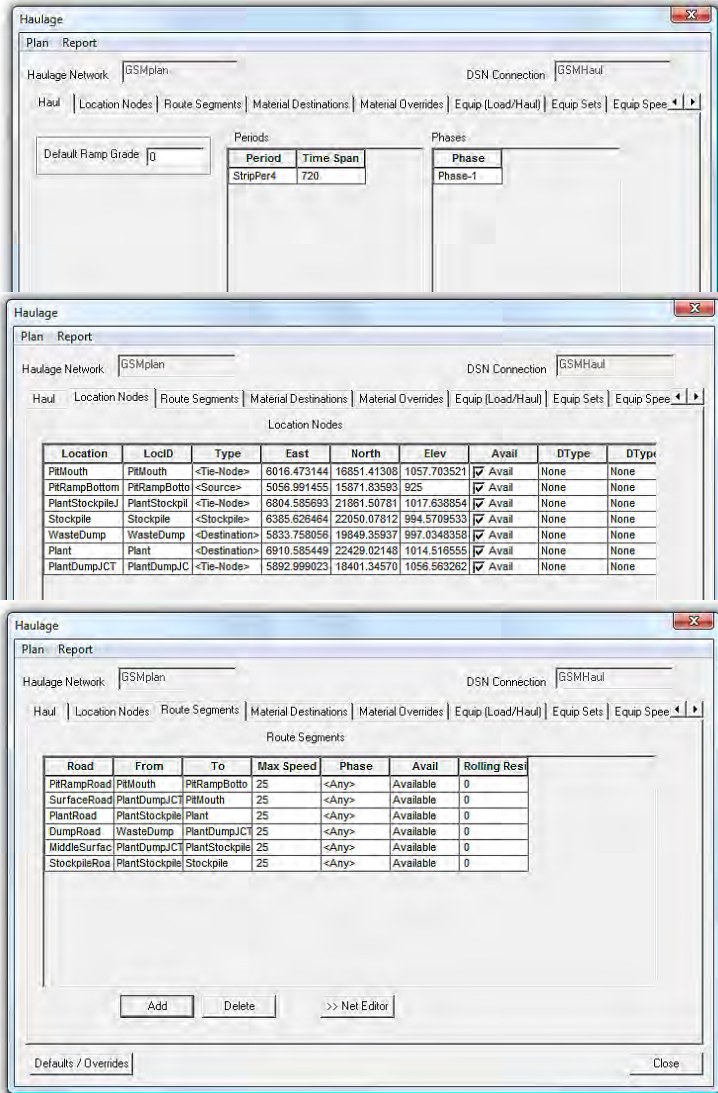 Haulage
Plan Report
Haulage Network GSMplan DSN Connection GSMHaul
Haul Location Nodes Route Segments Material Destinations Material Overrides Equip (Load/Haul) Equip Sets Equip Spee
Default Ramp Grade 0
Periods
Period Time Span
StripPer4 720
Phases
Phase
Phase-1
Haulage
Plan Report
Haulage Network GSMplan DSN Connection GSMHaul
Haul Location Nodes Route Segments Material Destinations Material Overrides Equip (Load/Haul) Equip Sets Equip Spee
Location Nodes
Location LocID Type East North Elev Avail DType DType
PitMouth PitMouth <Tie-Node> 6016.473144 16851.41308 1057.703521 Avail None None
PitRampBottom PitRampBotto <Source> 5056.991455 15871.83593 925 Avail None None
PlantStockpileJ PlantStockpil <Tie-Node> 6804.585693 21861.50781 1017.638854 Avail None None
Stockpile Stockpile <Stockpile> 6385.626464 22050.07812 994.5709533 Avail None None
WasteDump WasteDump <Destination> 5833.758056 19849.35937 997.0348358 Avail None None
Plant Plant <Destination> 6910.585449 22429.02148 1014.516555 Avail None None
PlantDumpJCT PlantDumpJC <Tie-Node> 5892.999023 18401.34570 1056.563262 Avail None None
Haulage
Plan Report
Haulage Network GSMplan DSN Connection GSMHaul
Haul Location Nodes Route Segments Material Destinations Material Overrides Equip (Load/Haul) Equip Sets Equip Spee
Route Segments
Road From To Max Speed Phase Avail Rolling Resi
PitRampRoad PitMouth PitRampBotto 25 <Any> Available 0
SurfaceRoad PlantDumpJCT PitMouth 25 <Any> Available 0
PlantRoad PlantStockpile Plant 25 <Any> Available 0
DumpRoad WasteDump PlantDumpJCT 25 <Any> Available 0
MiddleSurfac PlantDumpJCT PlantStockpile 25 <Any> Available 0
StockpileRoa PlantStockpile Stockpile 25 <Any> Available 0
Add Delete >> Net Editor
Defaults / Overrides Close